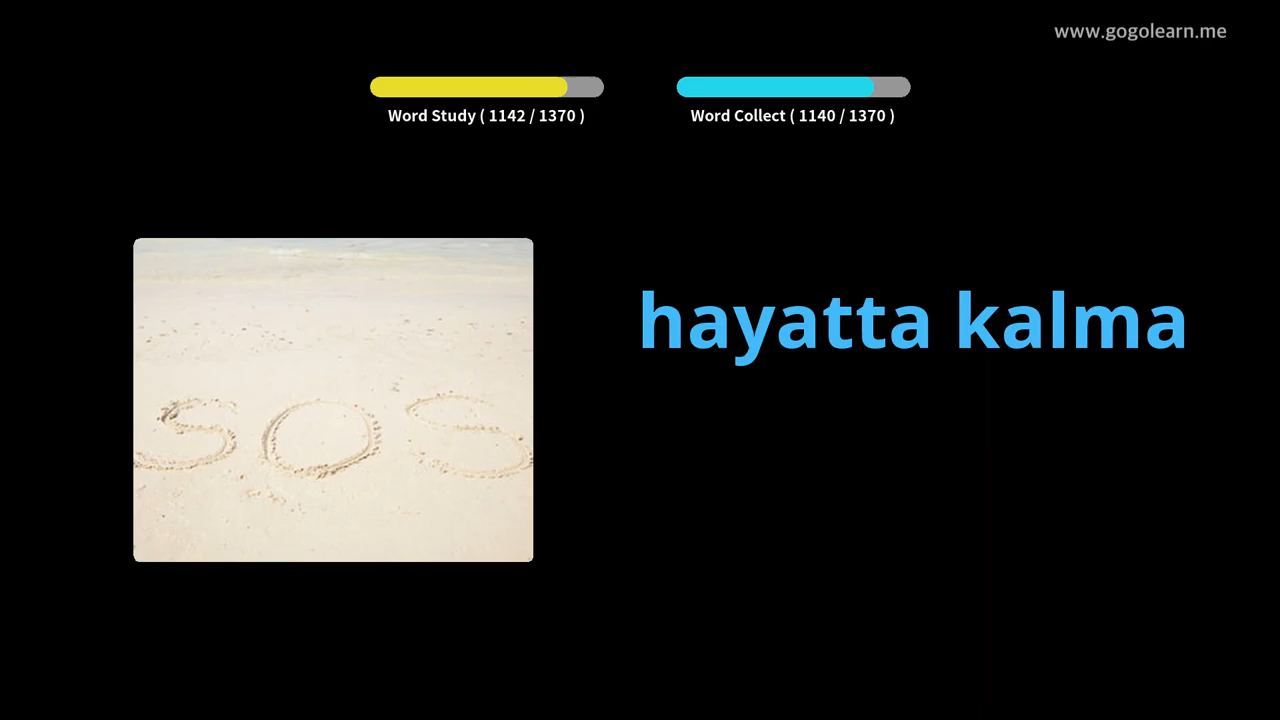 www.gogolearn.me
Word Study ( 1142 / 1370 )
Word Collect ( 1140 / 1370 )
hayatta kalma
SOS